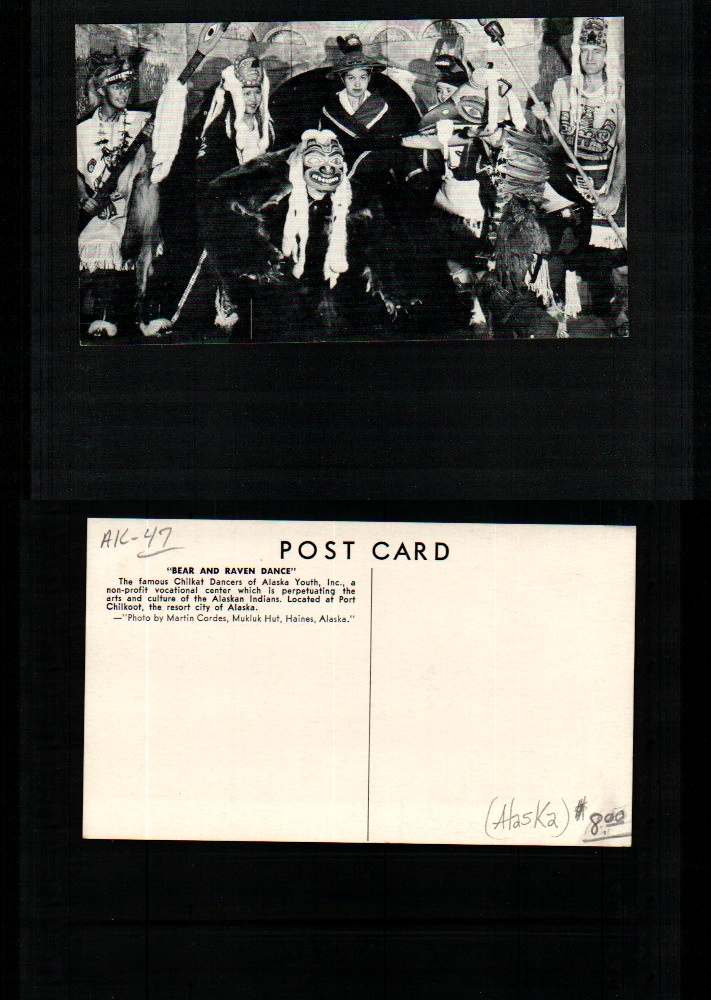 AK-47
POST CARD
"BEAR AND RAVEN DANCE"
The famous Chilkat Dancers of Alaska Youth, Inc., a
non-profit vocational center which is perpetuating the
arts and culture of the Alaskan Indians. Located at Port
Chilkoot, the resort city of Alaska.
—"Photo by Martin Cordes, Mukluk Hut, Haines, Alaska."
(Alaska) $8.00